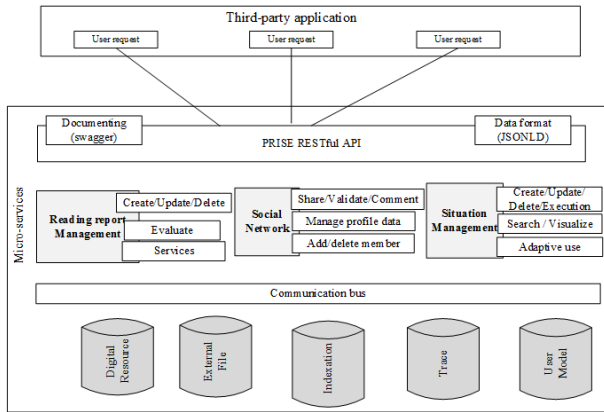 Third-party application
User request
User request
User request
Documenting
(swagger)
Data format
(JSONLD)
PRISE RESTful API
Micro-services
Reading report
Management
Create/Update/Delete
Evaluate
Services
Social
Network
Share/Validate/Comment
Manage profile data
Add/delete member
Situation
Management
Create/Update/
Delete/Execution
Search / Visualize
Adaptive use
Communication bus
Digital
Resource
External
File
Indexation
Trace
User
Model